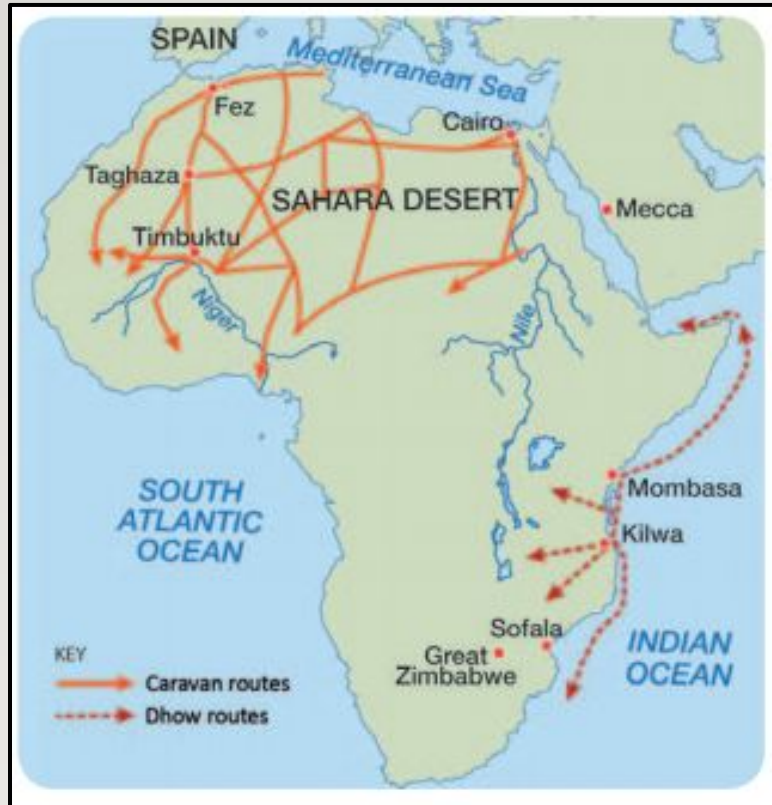 SPAIN
Mediterranean Sea
Fez
Cairo
Taghaza
SAHARA DESERT
Mecca
Timbuktu
Niger
Nile
Mombasa
SOUTH
ATLANTIC
OCEAN
Kilwa
Sofala
Great
Zimbabwe
INDIAN
OCEAN
KEY
Caravan routes
Dhow routes